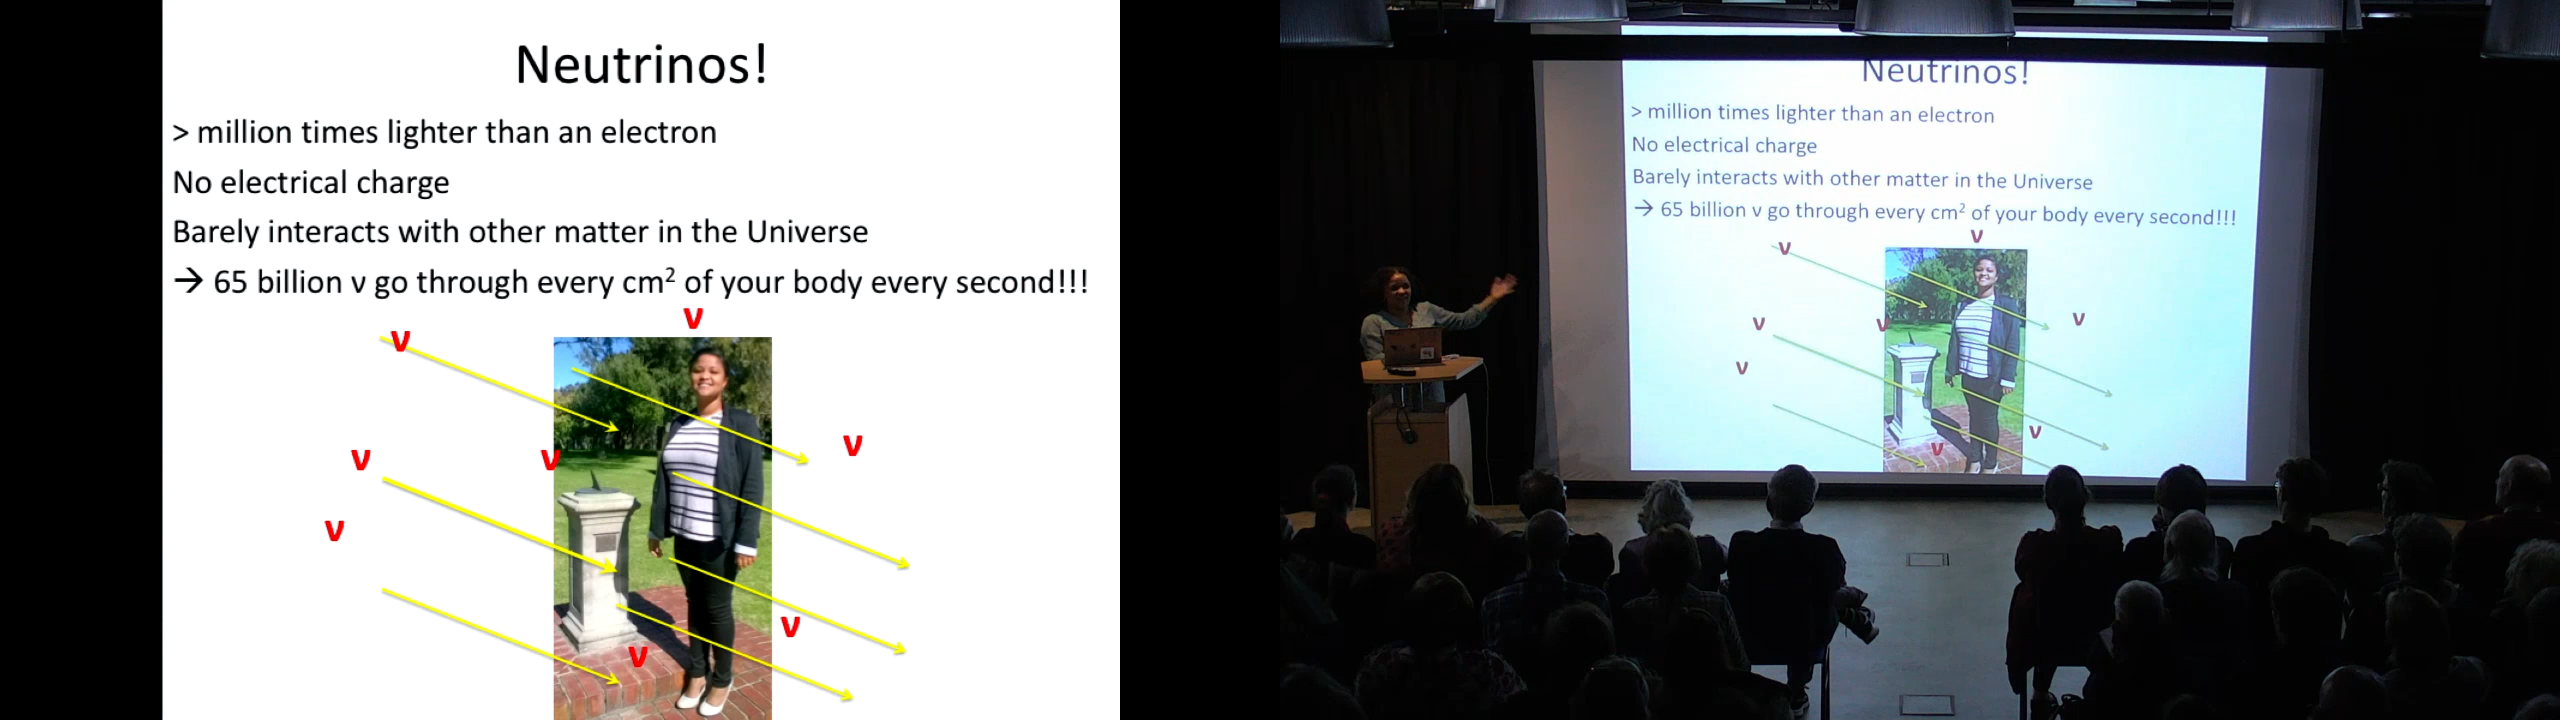 Neutrinos!
> million times lighter than an electron
No electrical charge
Barely interacts with other matter in the Universe
→ 65 billion ν go through every cm² of your body every second!!!
ν
ν
ν
ν
ν
ν
ν
ν
Neutrinos!
> million times lighter than an electron
No electrical charge
Barely interacts with other matter in the Universe
→ 65 billion ν go through every cm² of your body every second!!!
ν
ν
ν
ν
ν
ν
ν
ν